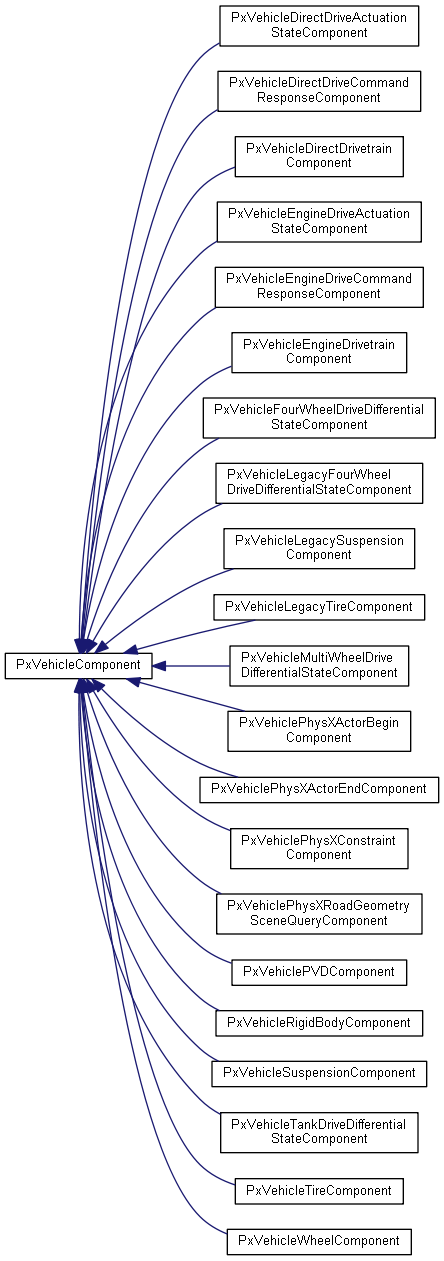 PxVehicleDirectDriveActuation
StateComponent
PxVehicleDirectDriveCommand
ResponseComponent
PxVehicleDirectDrivetrain
Component
PxVehicleEngineDriveActuation
StateComponent
PxVehicleEngineDriveCommand
ResponseComponent
PxVehicleEngineDrivetrain
Component
PxVehicleFourWheelDriveDifferential
StateComponent
PxVehicleLegacyFourWheel
DriveDifferentialStateComponent
PxVehicleLegacySuspension
Component
PxVehicleLegacyTireComponent
PxVehicleComponent
PxVehicleMultiWheelDrive
DifferentialStateComponent
PxVehiclePhysXActorBegin
Component
PxVehiclePhysXActorEndComponent
PxVehiclePhysXConstraint
Component
PxVehiclePhysXRoadGeometry
SceneQueryComponent
PxVehiclePVDComponent
PxVehicleRigidBodyComponent
PxVehicleSuspensionComponent
PxVehicleTankDriveDifferential
StateComponent
PxVehicleTireComponent
PxVehicleWheelComponent